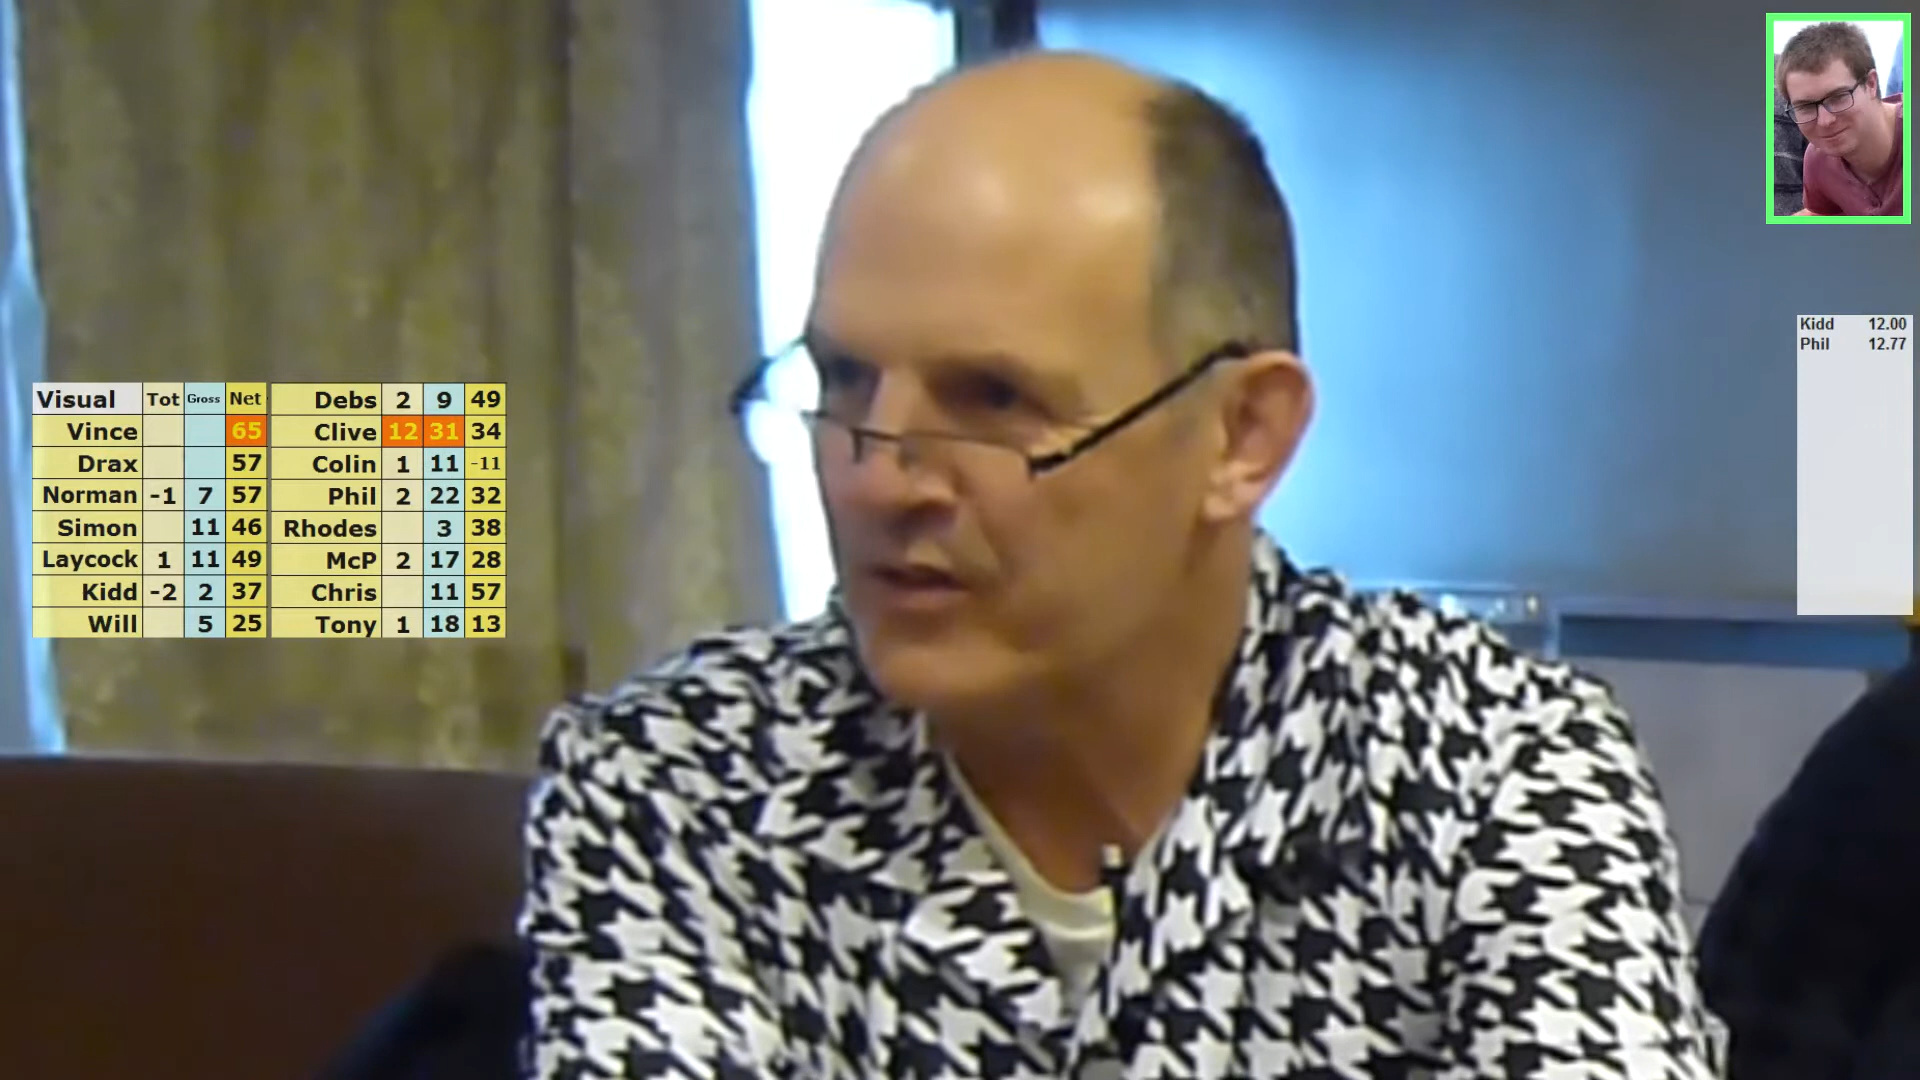 Visual Tot Gross Net Debs 2 9 49
Vince 65 Clive 12 31 34
Drax 57 Colin 1 11 -11
Norman -1 7 57 Phil 2 22 32
Simon 11 46 Rhodes 3 38
Laycock 1 11 49 McP 2 17 28
Kidd -2 2 37 Chris 11 57
Will 5 25 Tony 1 18 13
Kidd 12.00
Phil 12.77